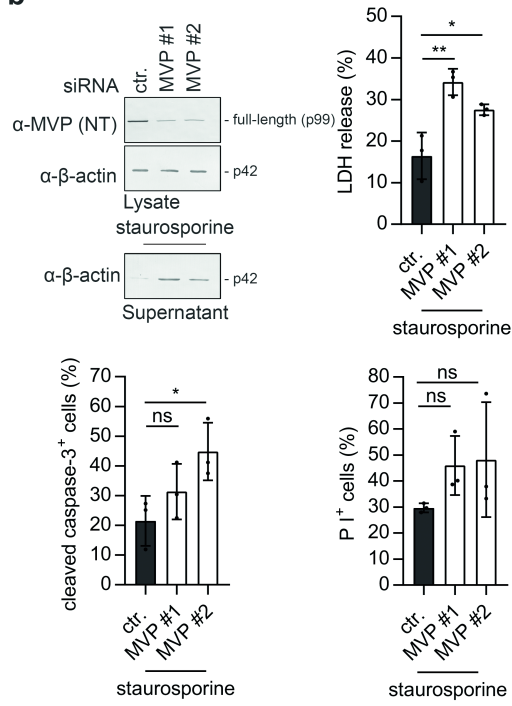 b
siRNA
ctr.
MVP #1
MVP #2
α-MVP (NT)
- full-length (p99)
α-β-actin
- p42
Lysate
staurosporine
α-β-actin
- p42
Supernatant
LDH release (%)
50
40
30
20
10
0
*
**
ctr.
MVP #1
MVP #2
staurosporine
cleaved caspase-3⁺ cells (%)
70
60
50
40
30
20
10
0
*
ns
ctr.
MVP #1
MVP #2
staurosporine
P I⁺ cells (%)
80
70
60
50
40
30
20
10
0
ns
ns
ctr.
MVP #1
MVP #2
staurosporine